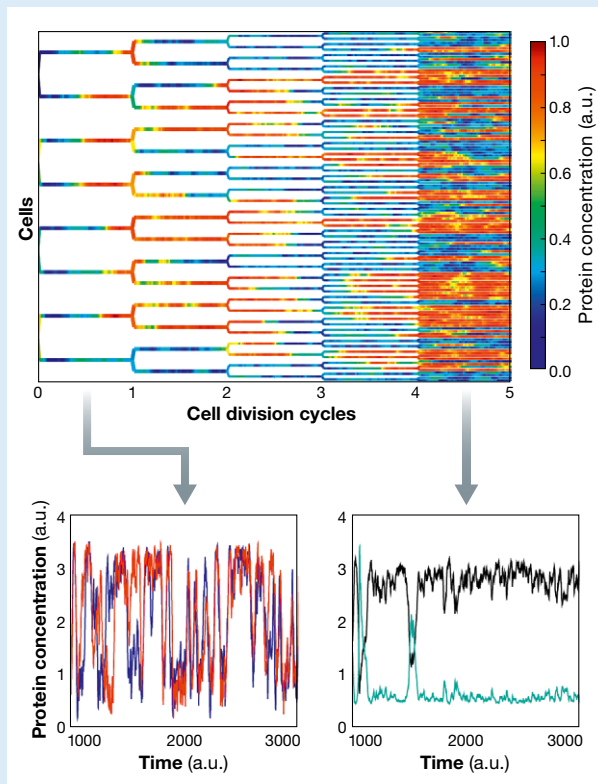 1.0
0.8
0.6
0.4
0.2
0.0
Protein concentration (a.u.)
Cells
0 1 2 3 4 5
Cell division cycles
4
3
2
1
0
Protein concentration (a.u.)
1000 2000 3000
Time (a.u.)
4
3
2
1
0
1000 2000 3000
Time (a.u.)